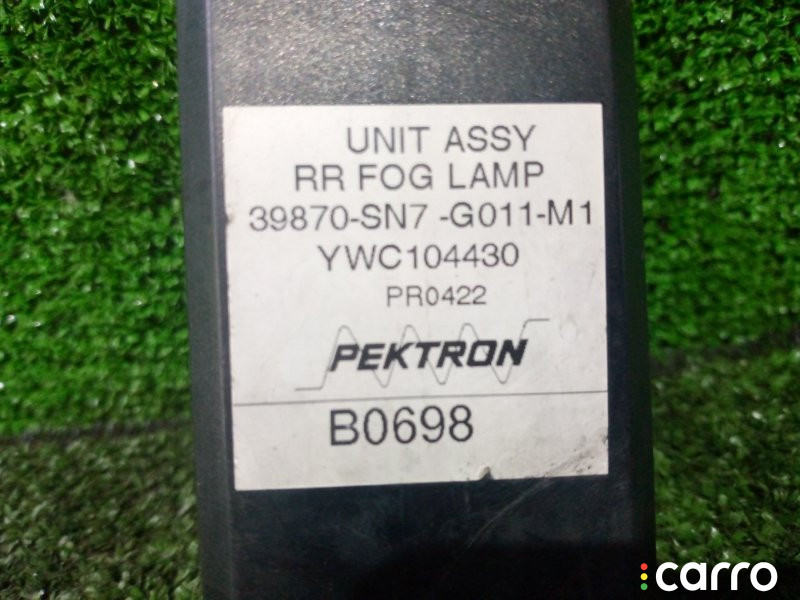 UNIT ASSY
RR FOG LAMP
39870-SN7 -G011-M1
YWC104430
PR0422
PEKTRON
B0698
carro